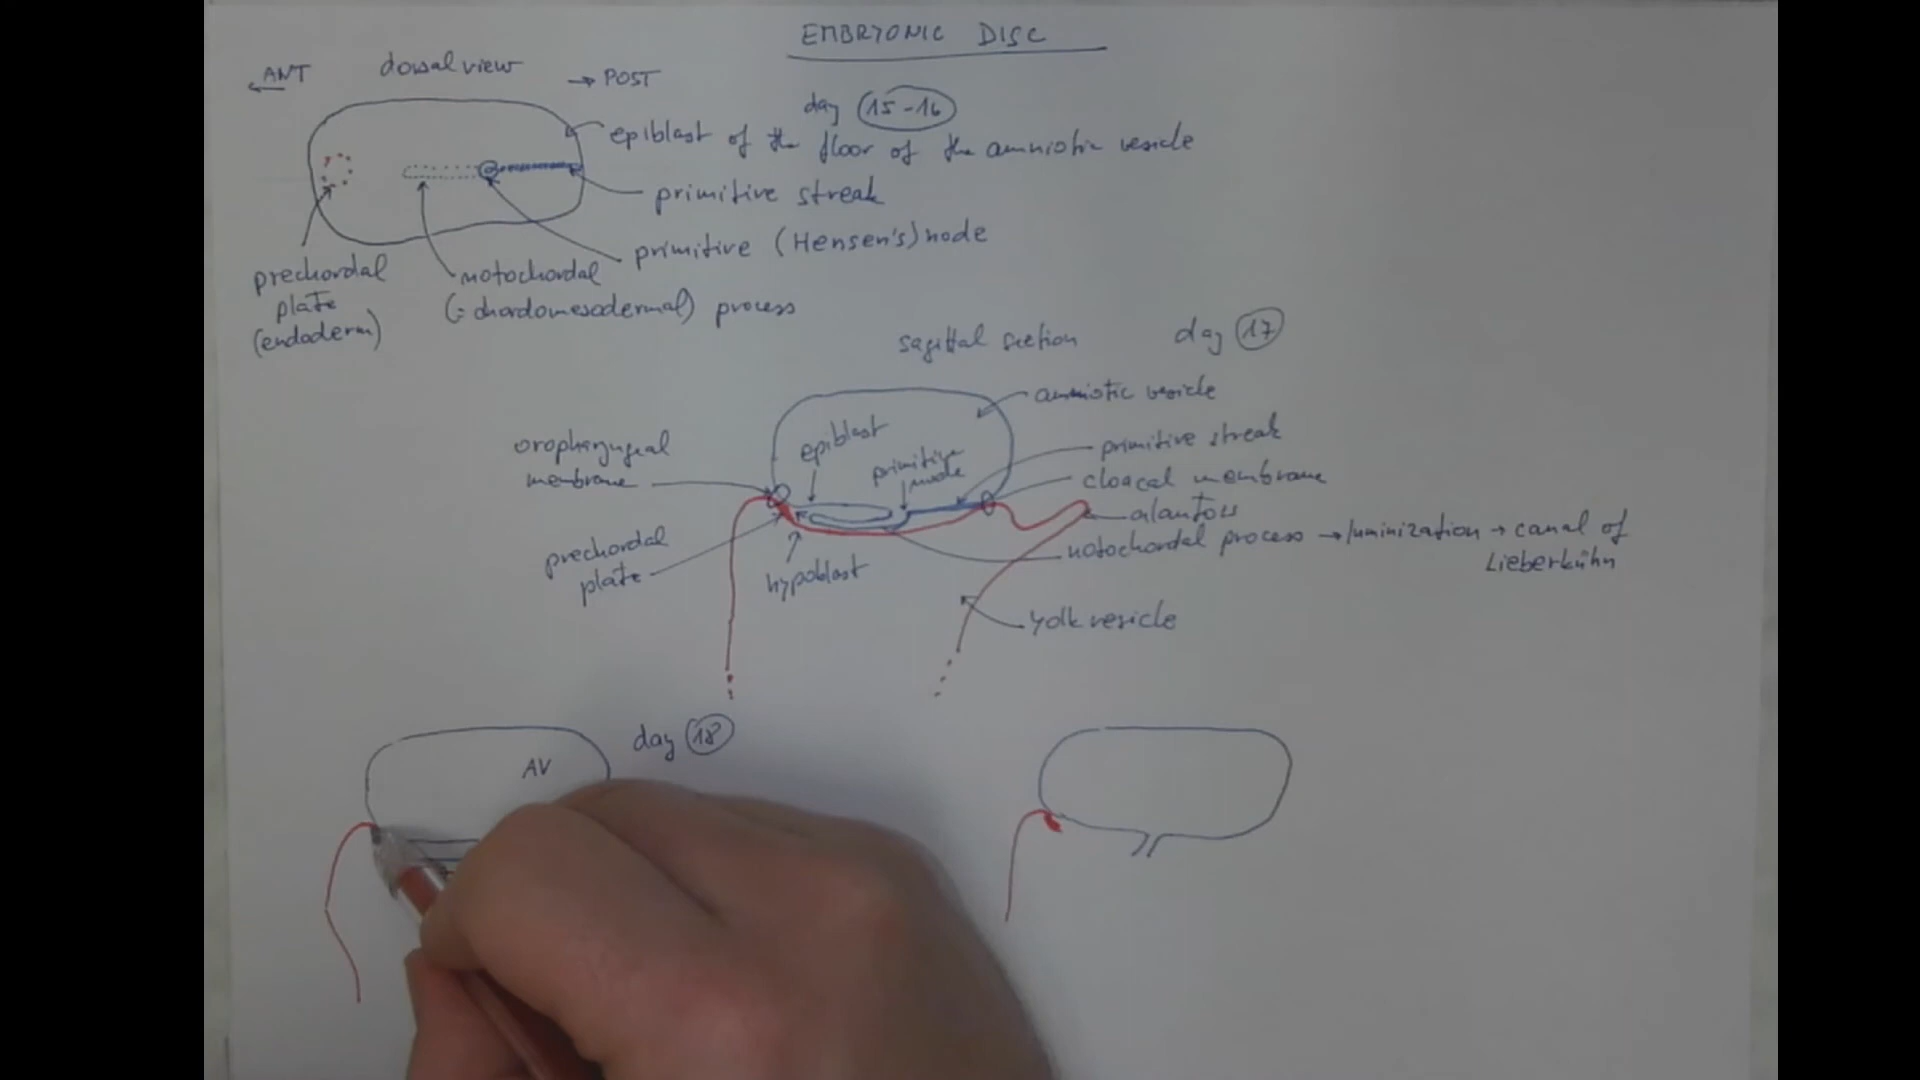 EMBRYONIC DISC
ANT dorsal view → POST
day 15-16
epiblast of the floor of the amniotic vesicle
primitive streak
primitive (Hensen's) node
prechordal
plate
(endoderm)
notochordal
(= chordomesodermal) process
sagittal section day 17
amniotic vesicle
oropharyngeal
membrane
epiblast
primitive
node
primitive streak
cloacal membrane
alantois
notochordal process → luminization → canal of
Lieberkühn
prechordal
plate
hypoblast
yolk vesicle
day 18
AV